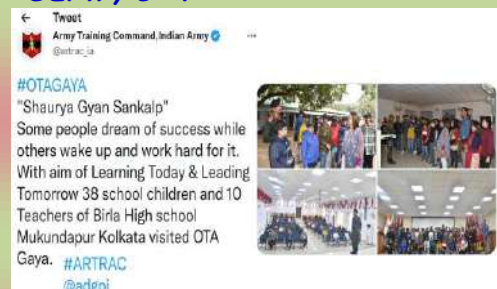 Tweet
Army Training Command, Indian Army
@artrac_ia
#OTAGAYA
"Shaurya Gyan Sankalp"
Some people dream of success while
others wake up and work hard for it.
With aim of Learning Today & Leading
Tomorrow 38 school children and 10
Teachers of Birla High school
Mukundapur Kolkata visited OTA
Gaya. #ARTRAC
@adgpi